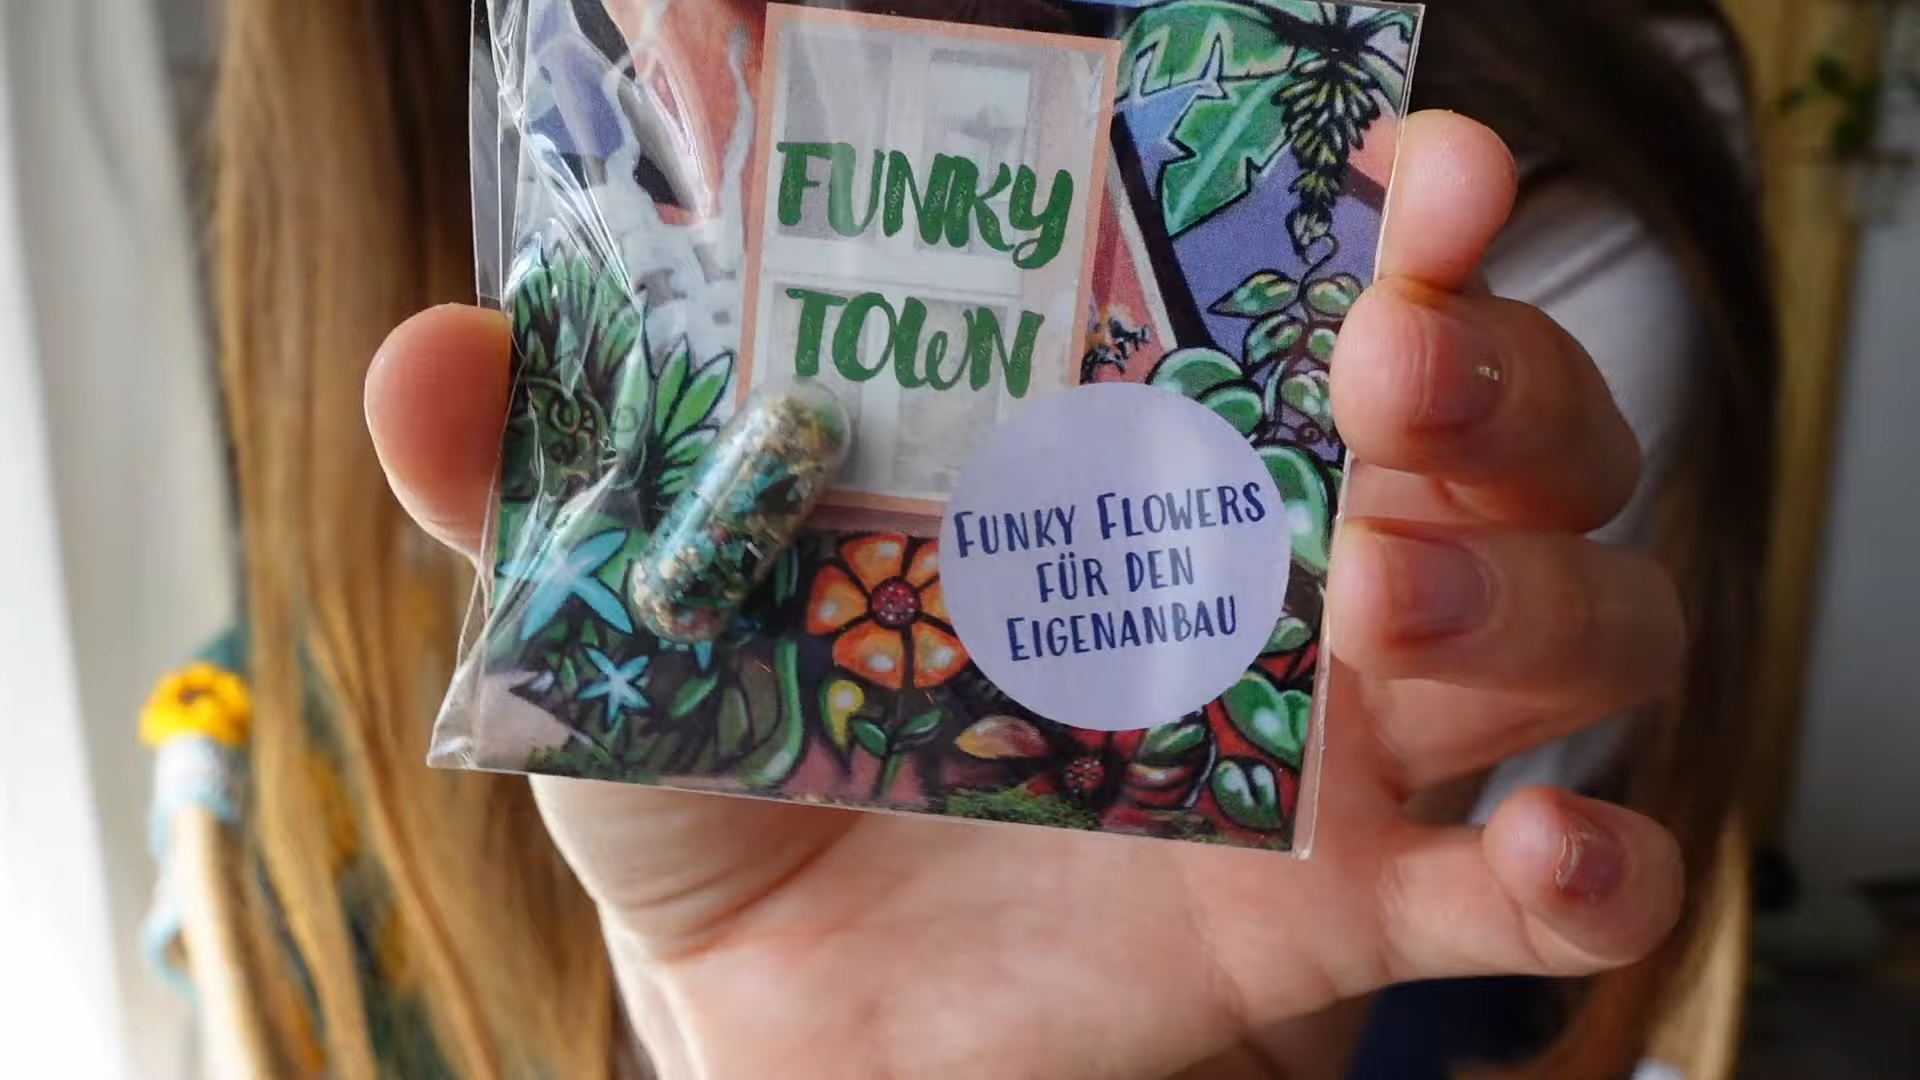 FUNKY
TOWN
FUNKY FLOWERS
FÜR DEN
EIGENANBAU